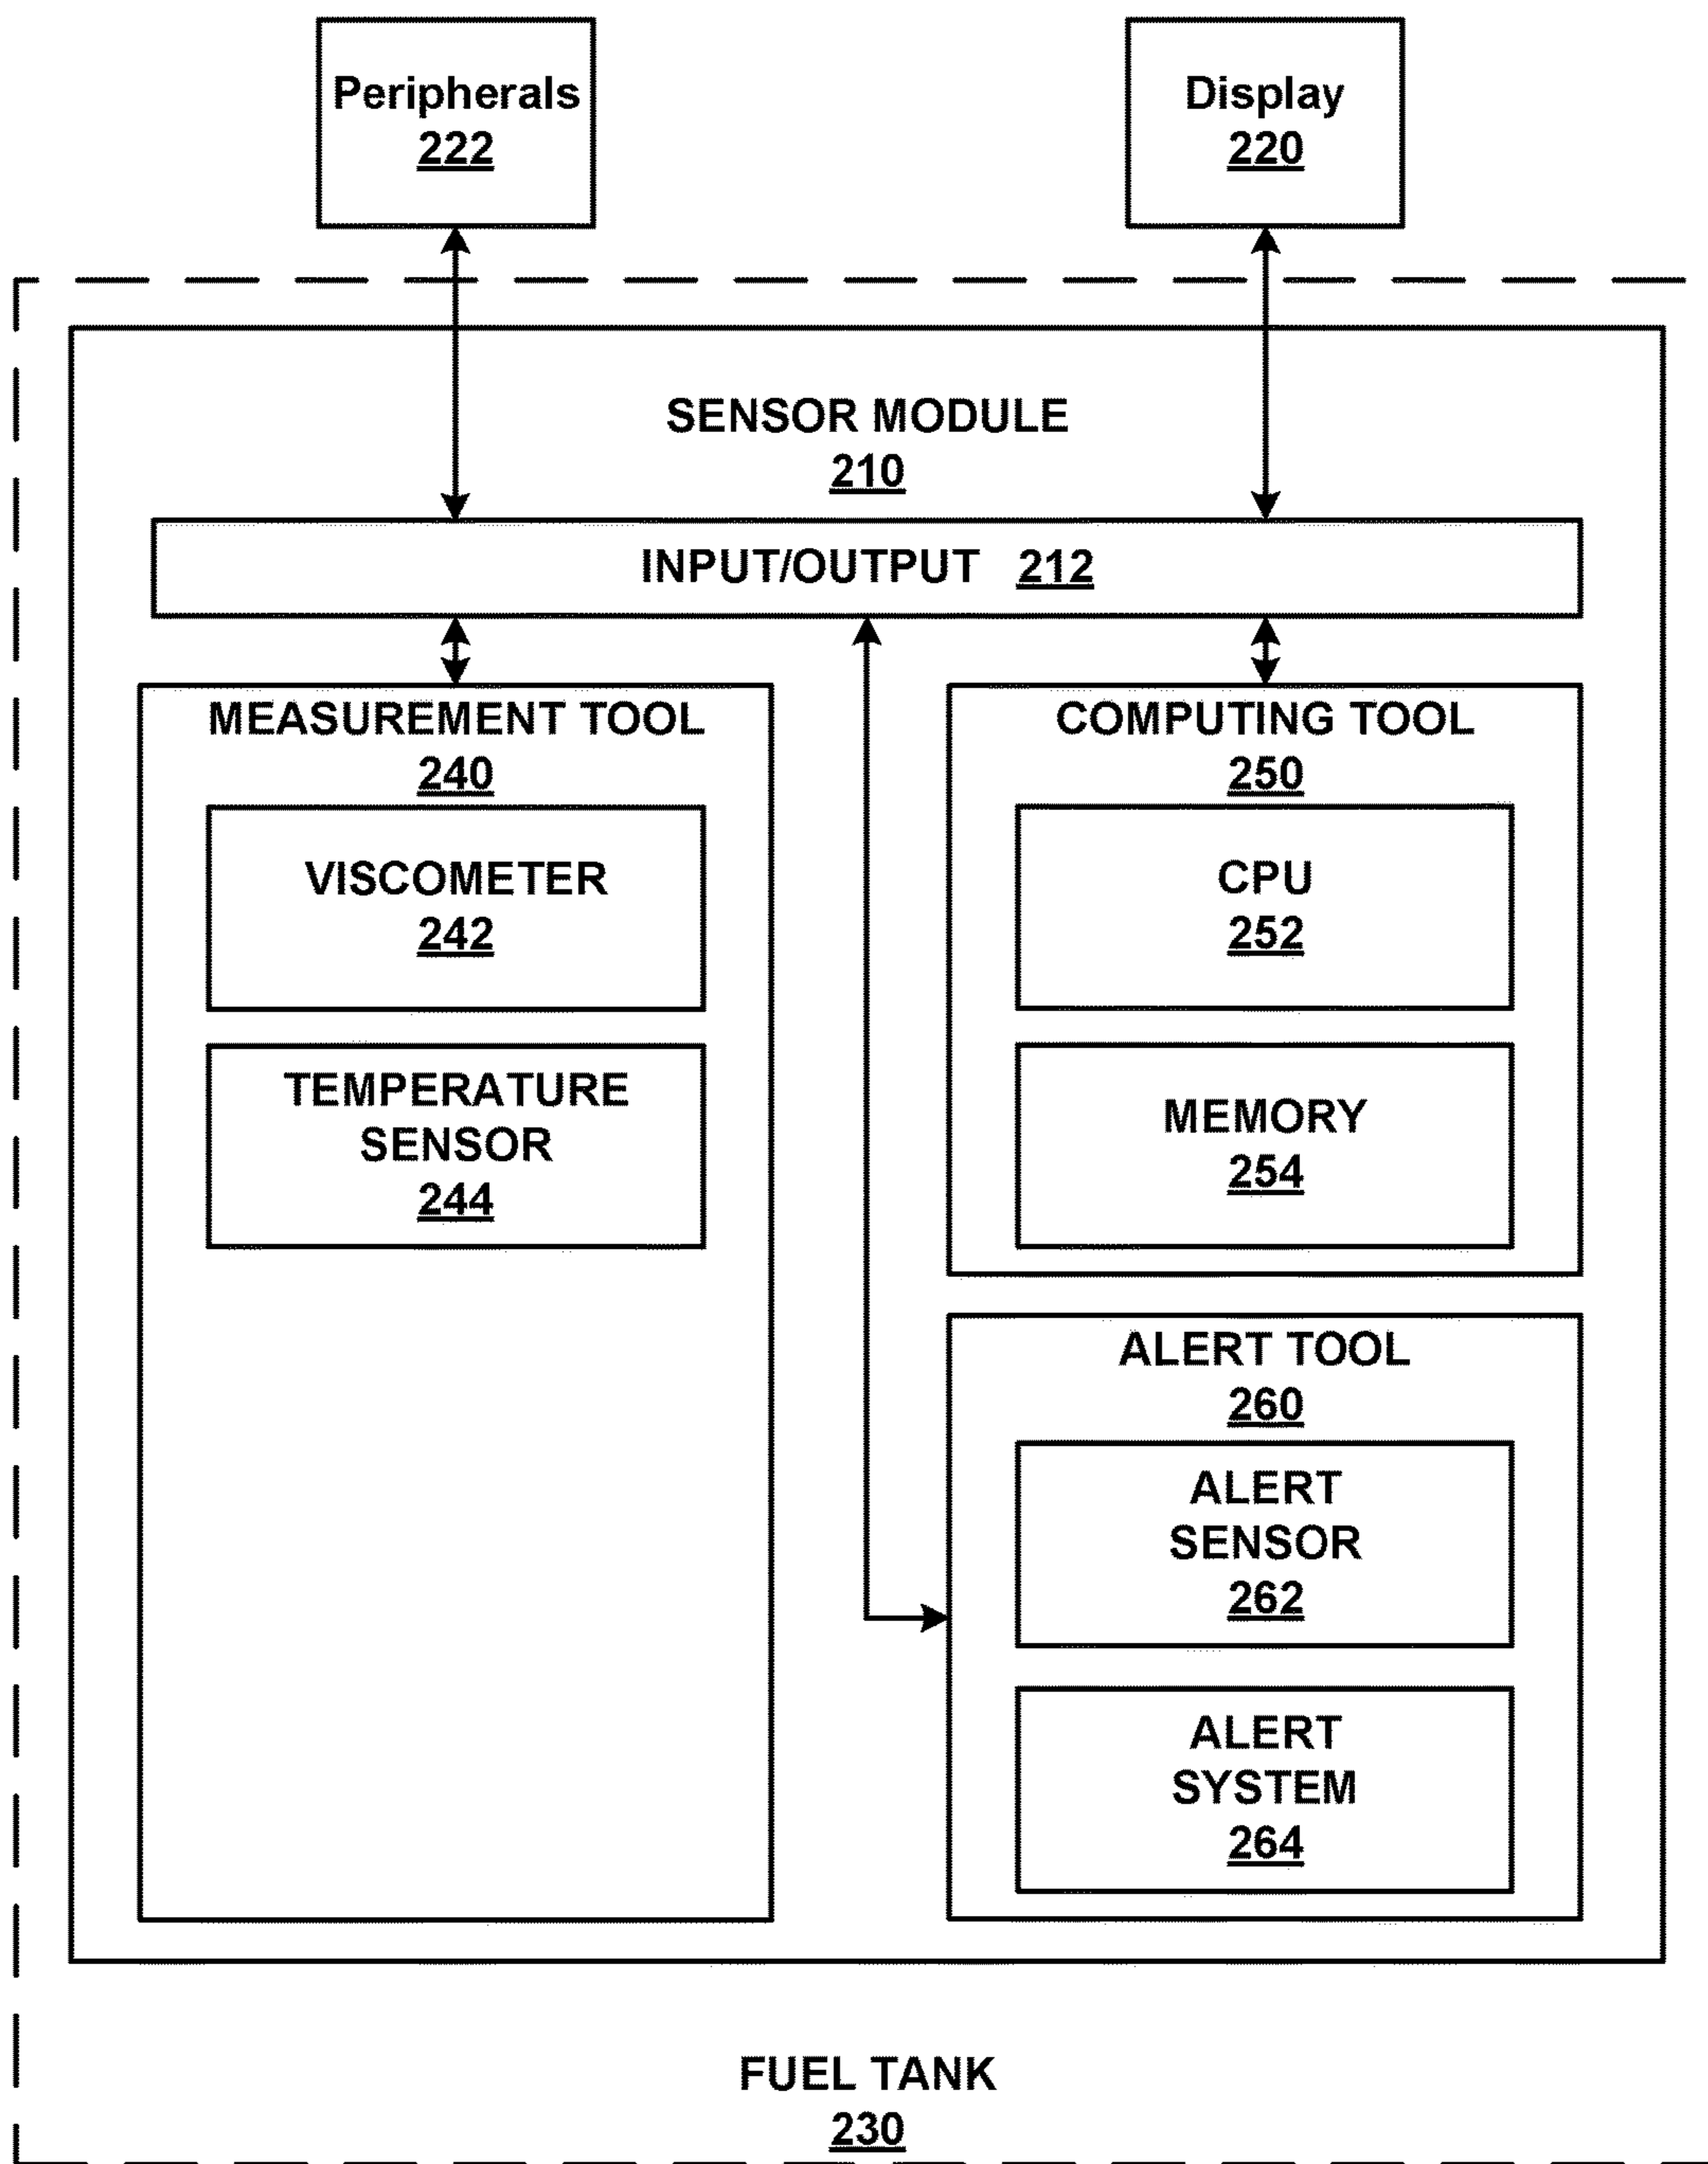 Peripherals
222
Display
220
SENSOR MODULE
210
INPUT/OUTPUT 212
MEASUREMENT TOOL
240
VISCOMETER
242
TEMPERATURE
SENSOR
244
COMPUTING TOOL
250
CPU
252
MEMORY
254
ALERT TOOL
260
ALERT
SENSOR
262
ALERT
SYSTEM
264
FUEL TANK
230